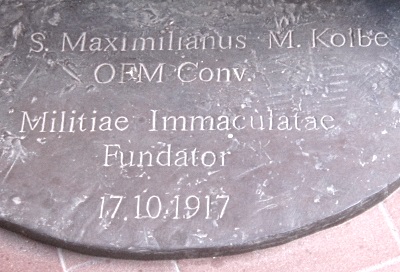 S. Maximilianus M. Kolbe
OFM Conv.
Militiae Immaculatae
Fundator
17.10.1917